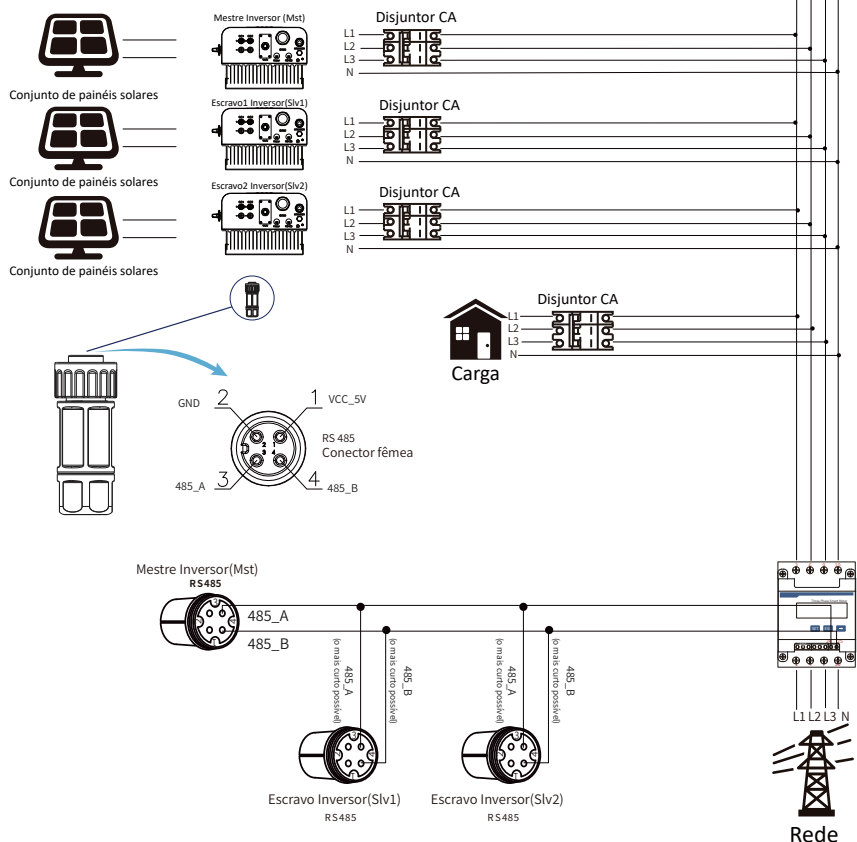 Mestre Inversor (Mst)
Disjuntor CA
L1
L2
L3
N
Conjunto de painéis solares
Escravo1 Inversor(Slv1)
Disjuntor CA
L1
L2
L3
N
Conjunto de painéis solares
Escravo2 Inversor(Slv2)
Disjuntor CA
L1
L2
L3
N
Conjunto de painéis solares
Disjuntor CA
L1
L2
L3
N
Carga
GND 2
1 VCC_5V
2 1
3 4
RS 485
Conector fêmea
485_A 3
4 485_B
Mestre Inversor(Mst)
RS485
485_A
485_B
485_A
(o mais curto possível)
485_B
(o mais curto possível)
485_A
(o mais curto possível)
485_B
(o mais curto possível)
Escravo Inversor(Slv1)
RS485
Escravo Inversor(Slv2)
RS485
L1 L2 L3 N
Rede